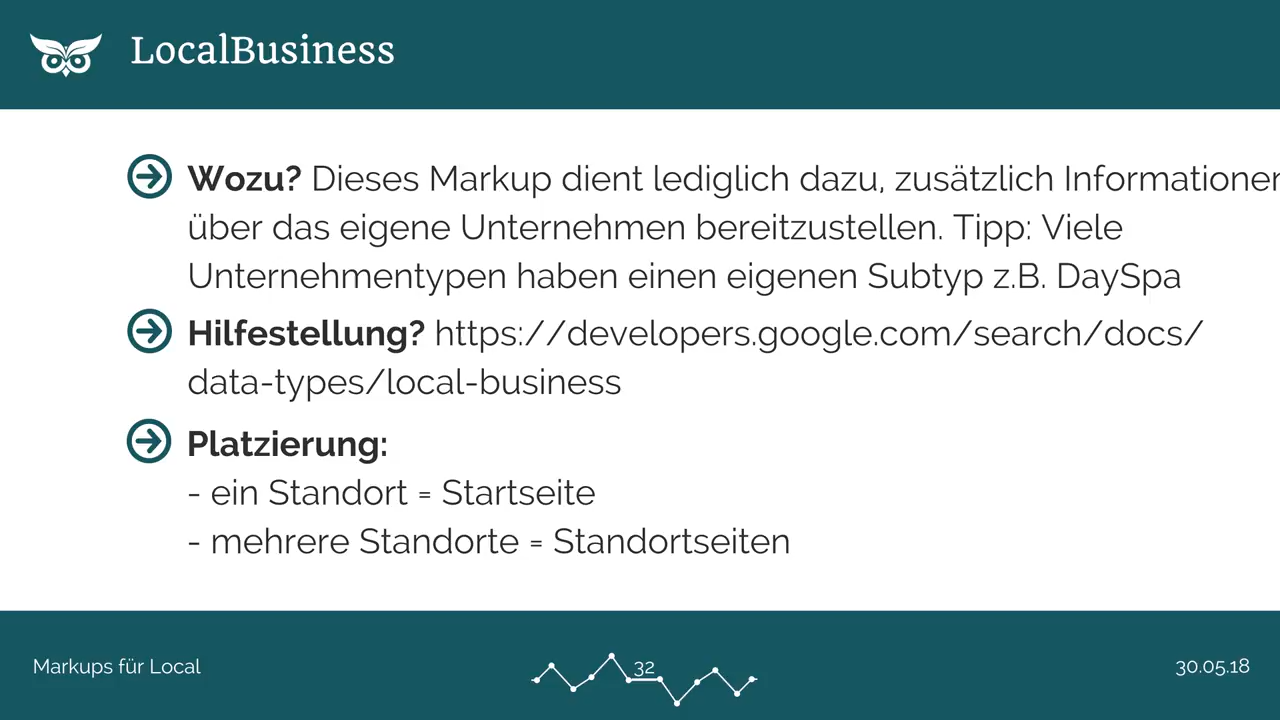 LocalBusiness
Wozu? Dieses Markup dient lediglich dazu, zusätzlich Informationen
über das eigene Unternehmen bereitzustellen. Tipp: Viele
Unternehmentypen haben einen eigenen Subtyp z.B. DaySpa
Hilfestellung? https://developers.google.com/search/docs/
data-types/local-business
Platzierung:
- ein Standort = Startseite
- mehrere Standorte = Standortseiten
Markups für Local
32
30.05.18